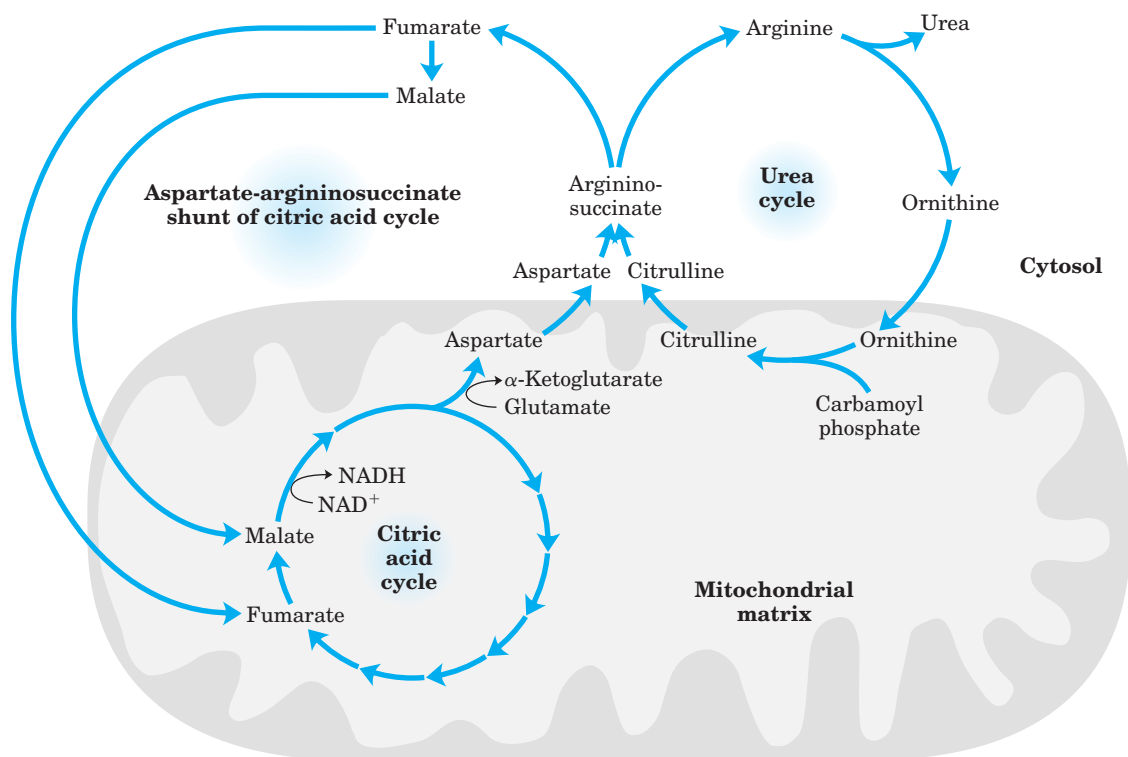 Fumarate
Arginine
Urea
Malate
Aspartate-argininosuccinate
shunt of citric acid cycle
Arginino-
succinate
Urea
cycle
Ornithine
Aspartate
Citrulline
Cytosol
Aspartate
Citrulline
Ornithine
α-Ketoglutarate
Glutamate
Carbamoyl
phosphate
NADH
NAD⁺
Malate
Citric
acid
cycle
Fumarate
Mitochondrial
matrix